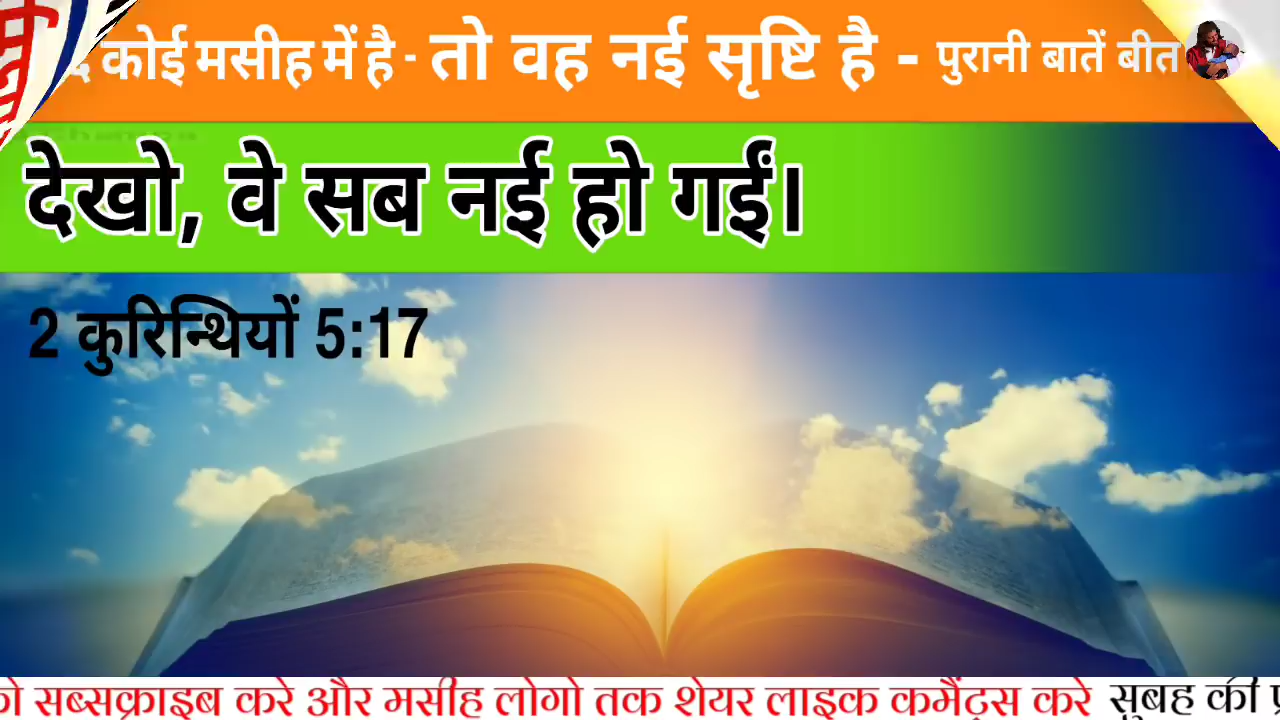 कोई मसीह में है - तो वह नई सृष्टि है - पुरानी बातें बीत
देखो, वे सब नई हो गईं।
2 कुरिन्थियों 5:17
सब्सक्राइब करे और मसीह लोगो तक शेयर लाइक कमैंट्स करे सुबह की